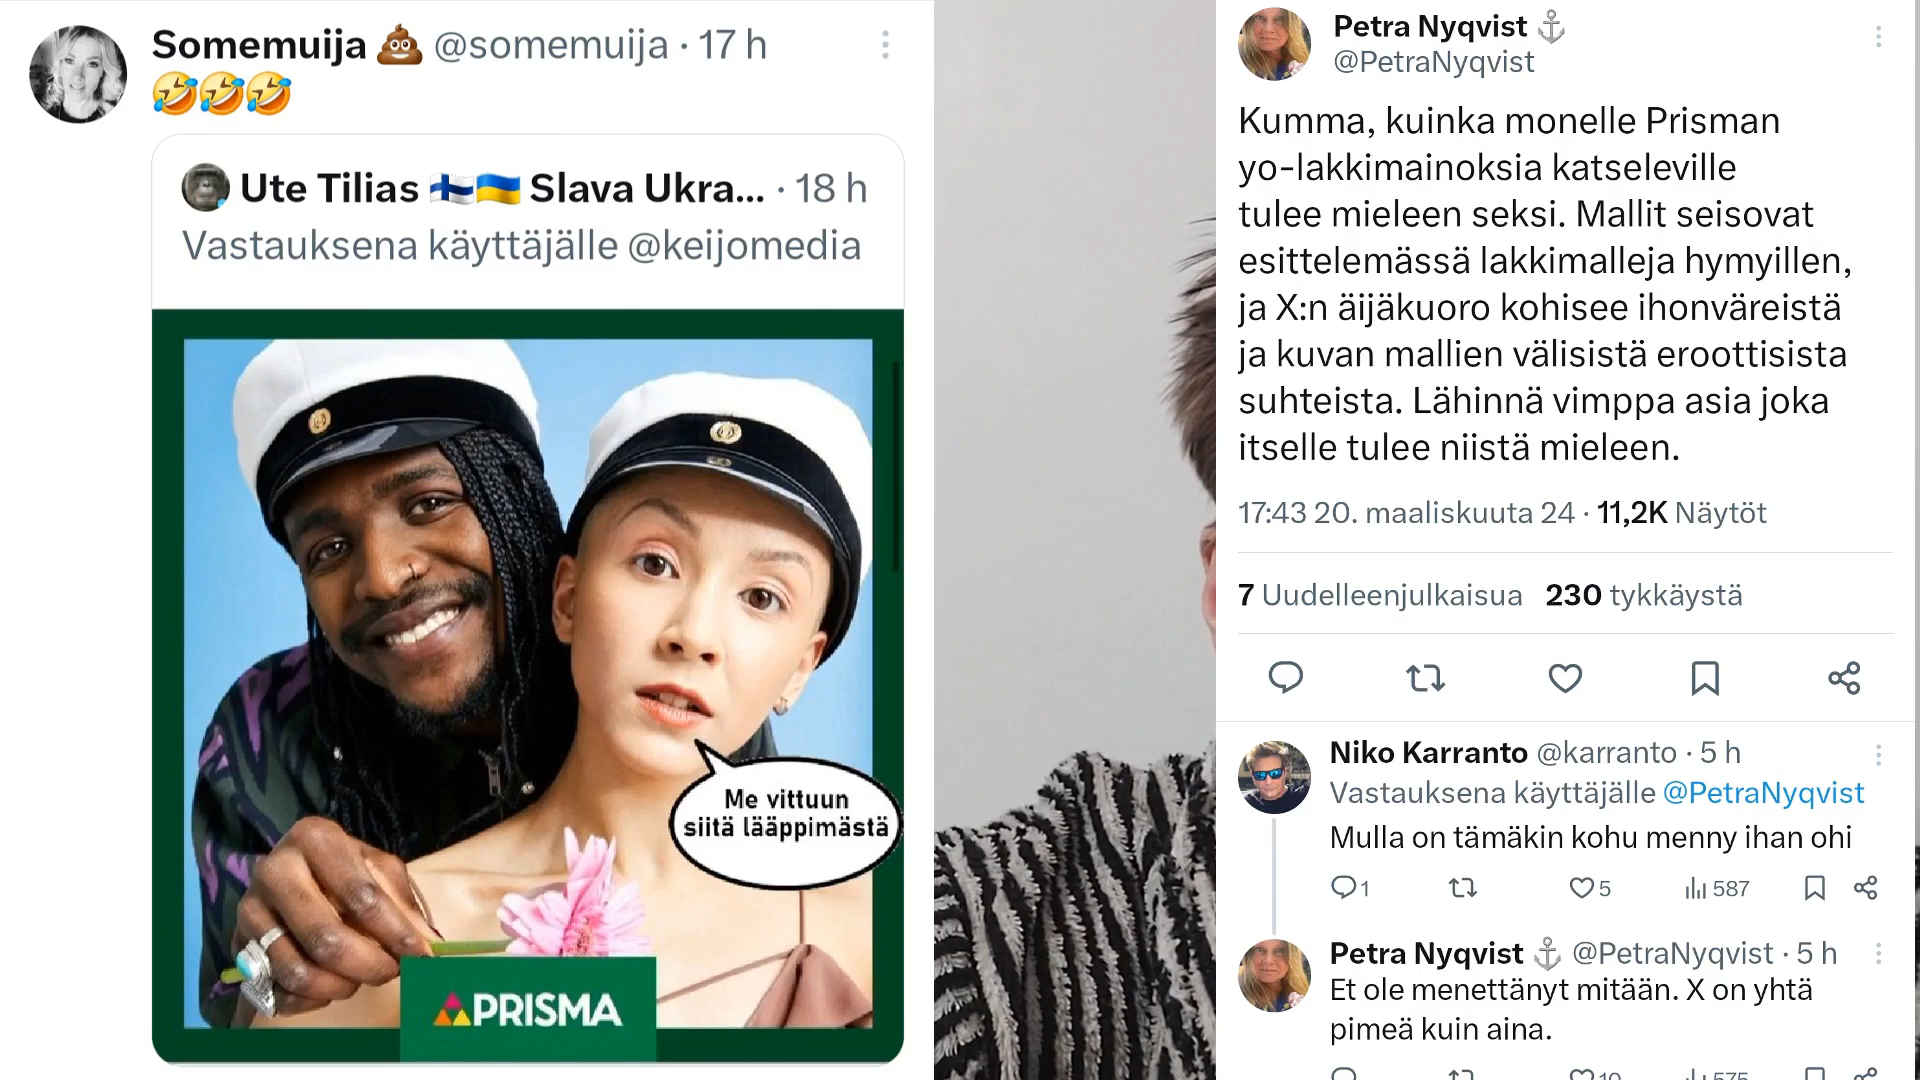 Somemuija 💩 @somemuija · 17 h
🤣🤣🤣
Ute Tilias 🇫🇮🇺🇦 Slava Ukra... · 18 h
Vastauksena käyttäjälle @keijomedia
Me vittuun
siitä lääppimästä
PRISMA
Petra Nyqvist ⚓
@PetraNyqvist
Kumma, kuinka monelle Prisman
yo-lakkimainoksia katseleville
tulee mieleen seksi. Mallit seisovat
esittelemässä lakkimalleja hymyillen,
ja X:n äijäkuoro kohisee ihonväreistä
ja kuvan mallien välisistä eroottisista
suhteista. Lähinnä vimppa asia joka
itselle tulee niistä mieleen.
17:43 20. maaliskuuta 24 · 11,2K Näytöt
7 Uudelleenjulkaisua 230 tykkäystä
Niko Karranto @karranto · 5 h
Vastauksena käyttäjälle @PetraNyqvist
Mulla on tämäkin kohu menny ihan ohi
1 5 587
Petra Nyqvist ⚓ @PetraNyqvist · 5 h
Et ole menettänyt mitään. X on yhtä
pimeä kuin aina.
10 575